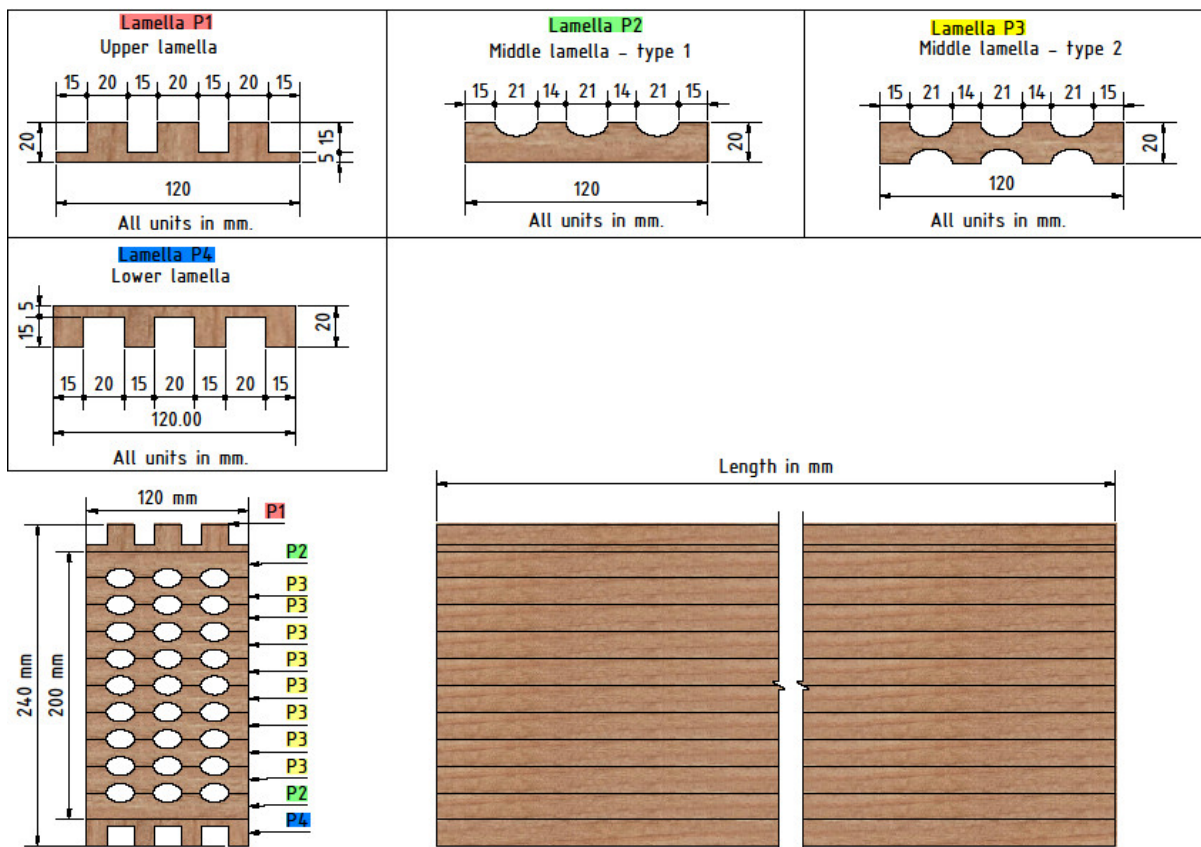 Lamella P1
Upper lamella
15 20 15 20 15 20 15
20
15
5
120
All units in mm.
Lamella P2
Middle lamella - type 1
15 21 14 21 14 21 15
20
120
All units in mm.
Lamella P3
Middle lamella - type 2
15 21 14 21 14 21 15
20
120
All units in mm.
Lamella P4
Lower lamella
5
15
20
15 20 15 20 15 20 15
120.00
All units in mm.
120 mm
P1
P2
P3
P3
P3
P3
P3
P3
P3
P3
P2
P4
240 mm
200 mm
Length in mm